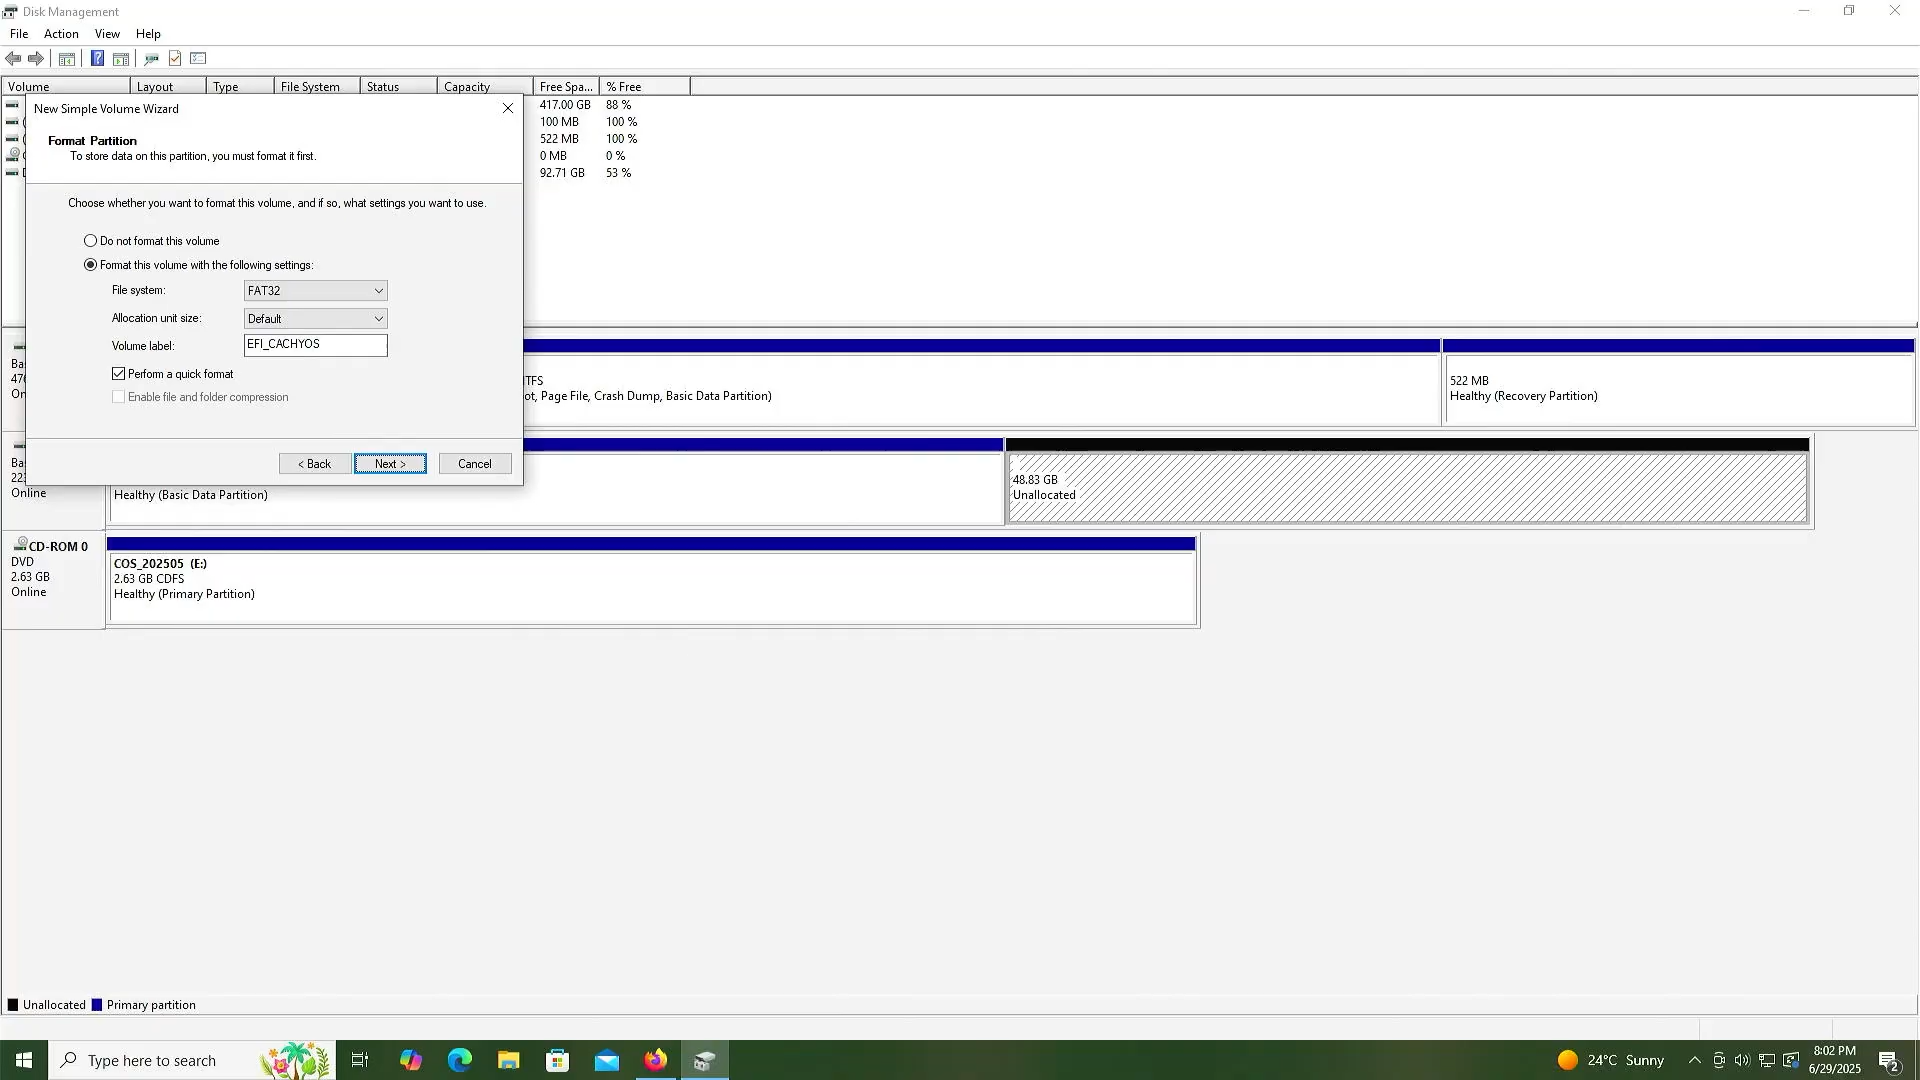 Disk Management
File Action View Help
Volume Layout Type File System Status Capacity Free Spa... % Free
417.00 GB 88 %
100 MB 100 %
522 MB 100 %
0 MB 0 %
92.71 GB 53 %
New Simple Volume Wizard
Format Partition
To store data on this partition, you must format it first.
Choose whether you want to format this volume, and if so, what settings you want to use.
Do not format this volume
Format this volume with the following settings:
File system: FAT32
Allocation unit size: Default
Volume label: EFI_CACHYOS
Perform a quick format
Enable file and folder compression
< Back Next > Cancel
TFS
ot, Page File, Crash Dump, Basic Data Partition)
522 MB
Healthy (Recovery Partition)
Online
Healthy (Basic Data Partition)
48.83 GB
Unallocated
CD-ROM 0
DVD
2.63 GB
Online
COS_202505 (E:)
2.63 GB CDFS
Healthy (Primary Partition)
Unallocated Primary partition
Type here to search
24°C Sunny
8:02 PM
6/29/2025
2